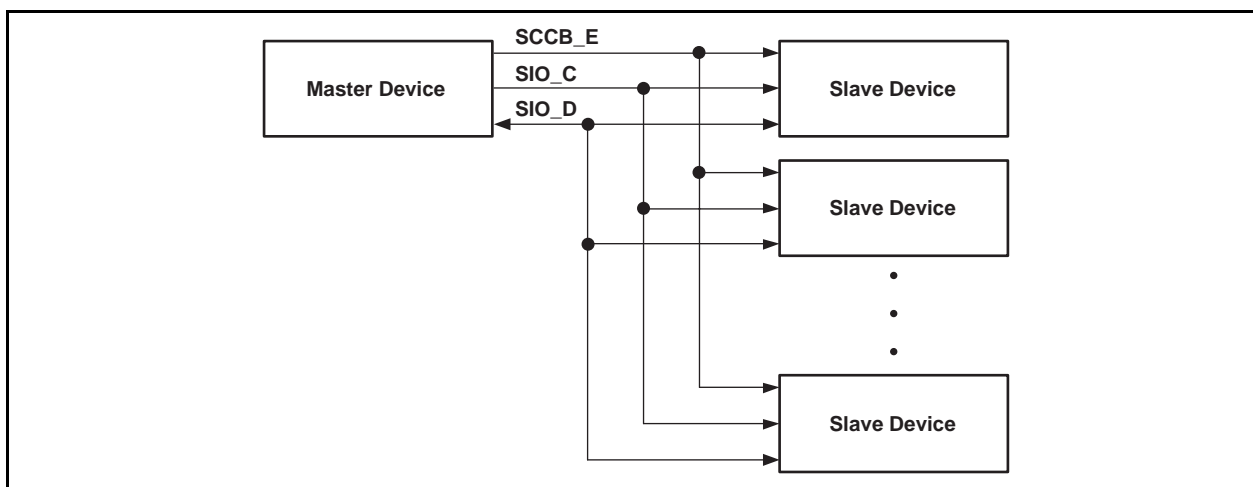 SCCB_E
SIO_C
Master Device
Slave Device
SIO_D
Slave Device
Slave Device